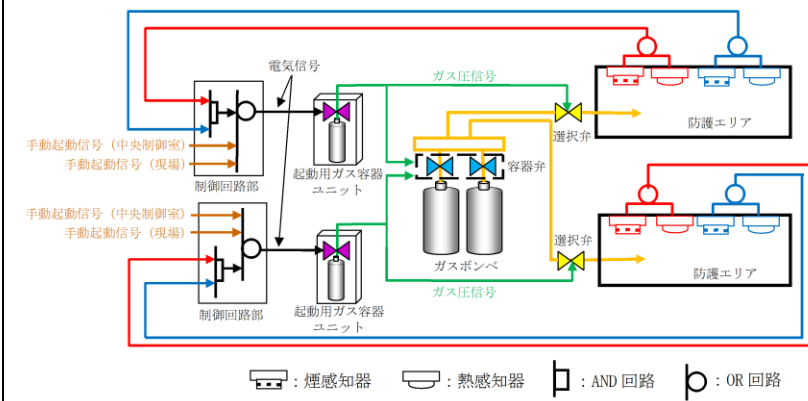 電気信号
ガス圧信号
防護エリア
選択弁
手動起動信号（中央制御室）
手動起動信号（現場）
制御回路部
起動用ガス容器
ユニット
容器弁
手動起動信号（中央制御室）
手動起動信号（現場）
選択弁
ガスボンベ
防護エリア
ガス圧信号
制御回路部
起動用ガス容器
ユニット
：煙感知器
：熱感知器
：AND 回路
：OR 回路